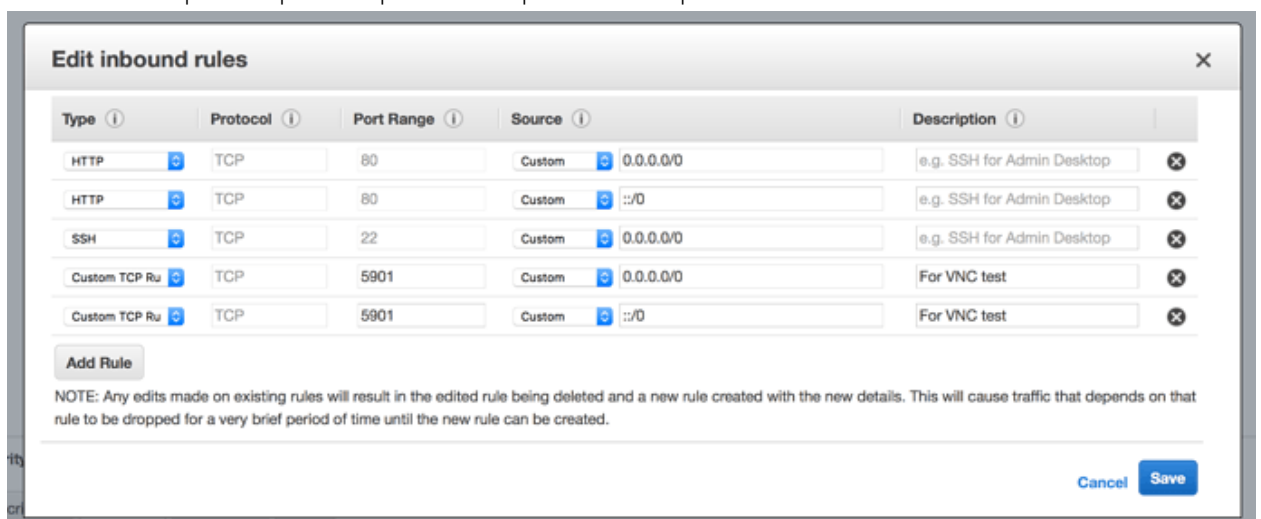 Edit inbound rules
Type Protocol Port Range Source Description
HTTP TCP 80 Custom 0.0.0.0/0 e.g. SSH for Admin Desktop
HTTP TCP 80 Custom ::/0 e.g. SSH for Admin Desktop
SSH TCP 22 Custom 0.0.0.0/0 e.g. SSH for Admin Desktop
Custom TCP Ru TCP 5901 Custom 0.0.0.0/0 For VNC test
Custom TCP Ru TCP 5901 Custom ::/0 For VNC test
Add Rule
NOTE: Any edits made on existing rules will result in the edited rule being deleted and a new rule created with the new details. This will cause traffic that depends on that
rule to be dropped for a very brief period of time until the new rule can be created.
Cancel Save